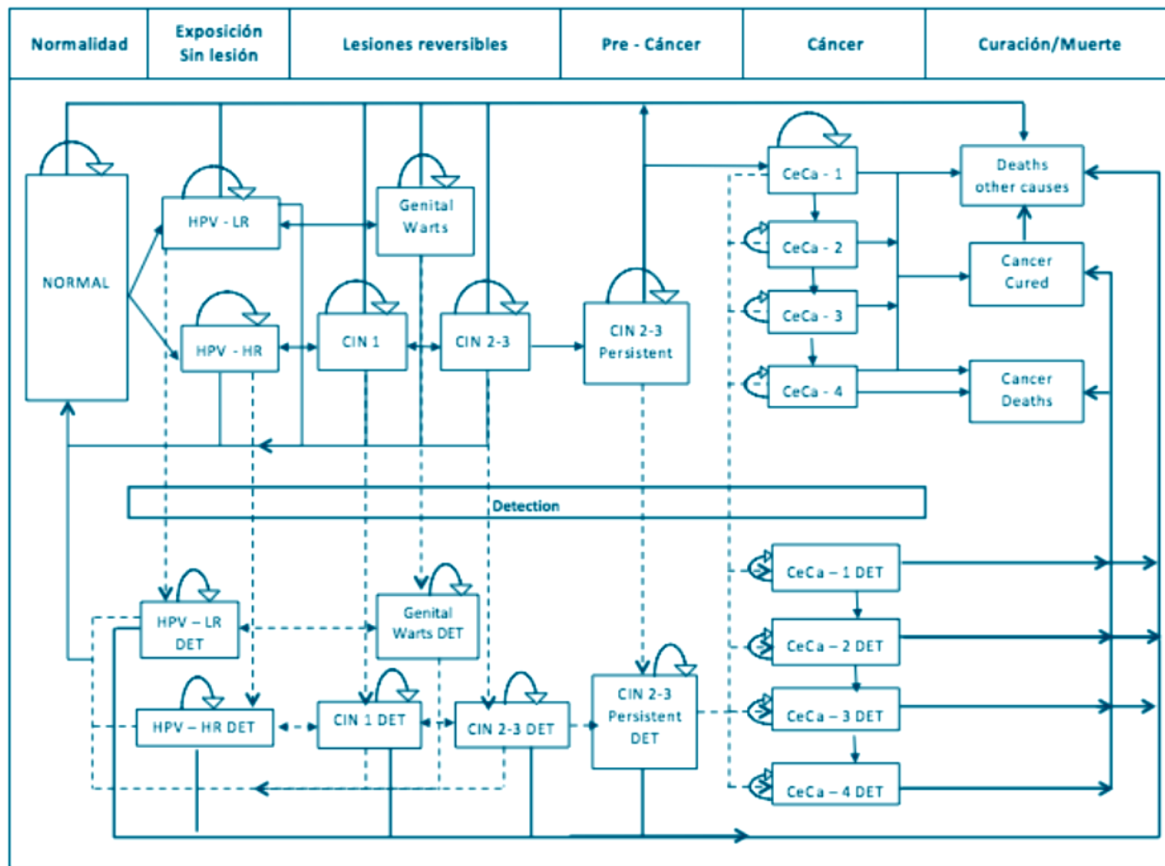 Normalidad
Exposición
Sin lesión
Lesiones reversibles
Pre - Cáncer
Cáncer
Curación/Muerte
NORMAL
HPV - LR
HPV - HR
Genital
Warts
CIN 1
CIN 2-3
CIN 2-3
Persistent
CeCa - 1
CeCa - 2
CeCa - 3
CeCa - 4
Deaths
other causes
Cancer
Cured
Cancer
Deaths
Detection
HPV – LR
DET
HPV – HR DET
Genital
Warts DET
CIN 1 DET
CIN 2-3 DET
CIN 2-3
Persistent
DET
CeCa – 1 DET
CeCa – 2 DET
CeCa – 3 DET
CeCa – 4 DET